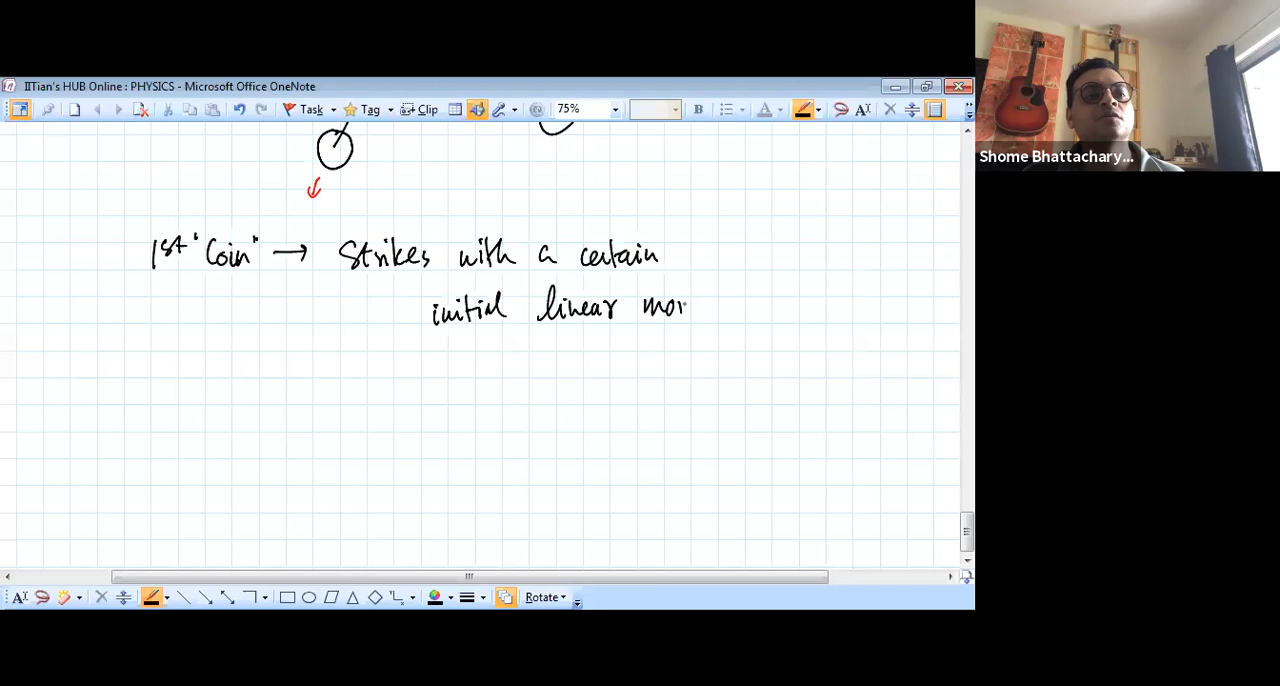 IITian's HUB Online : PHYSICS - Microsoft Office OneNote
Task Tag Clip 75% B A
Shome Bhattachary...
1st "Coin" → Strikes with a certain
initial linear mo
Rotate